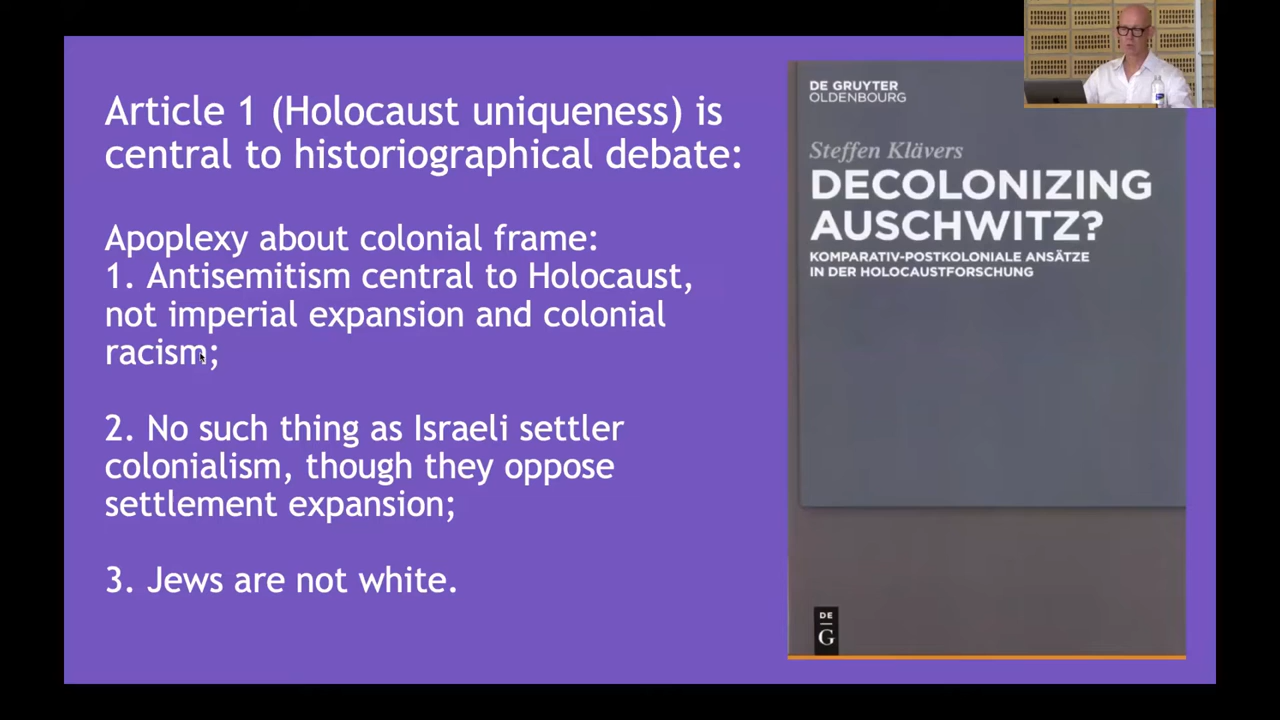 Article 1 (Holocaust uniqueness) is
central to historiographical debate:
Apoplexy about colonial frame:
1. Antisemitism central to Holocaust,
not imperial expansion and colonial
racism;
2. No such thing as Israeli settler
colonialism, though they oppose
settlement expansion;
3. Jews are not white.
DE GRUYTER
OLDENBOURG
Steffen Klävers
DECOLONIZING
AUSCHWITZ?
KOMPARATIV-POSTKOLONIALE ANSÄTZE
IN DER HOLOCAUSTFORSCHUNG
DE
G